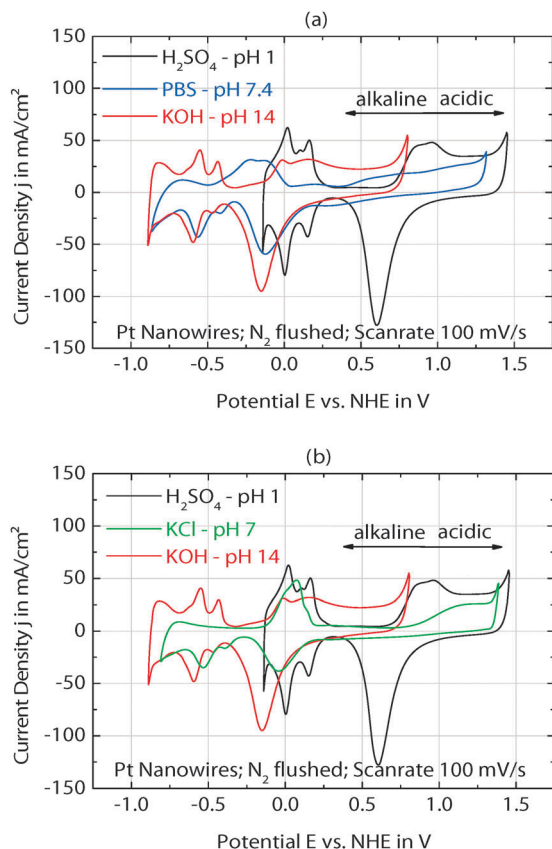 (a)
150
100
50
0
-50
-100
-150
Current Density j in mA/cm²
H₂SO₄ - pH 1
PBS - pH 7.4
KOH - pH 14
alkaline acidic
Pt Nanowires; N₂ flushed; Scanrate 100 mV/s
-1.0 -0.5 0.0 0.5 1.0 1.5
Potential E vs. NHE in V
(b)
150
100
50
0
-50
-100
-150
Current Density j in mA/cm²
H₂SO₄ - pH 1
KCl - pH 7
KOH - pH 14
alkaline acidic
Pt Nanowires; N₂ flushed; Scanrate 100 mV/s
-1.0 -0.5 0.0 0.5 1.0 1.5
Potential E vs. NHE in V